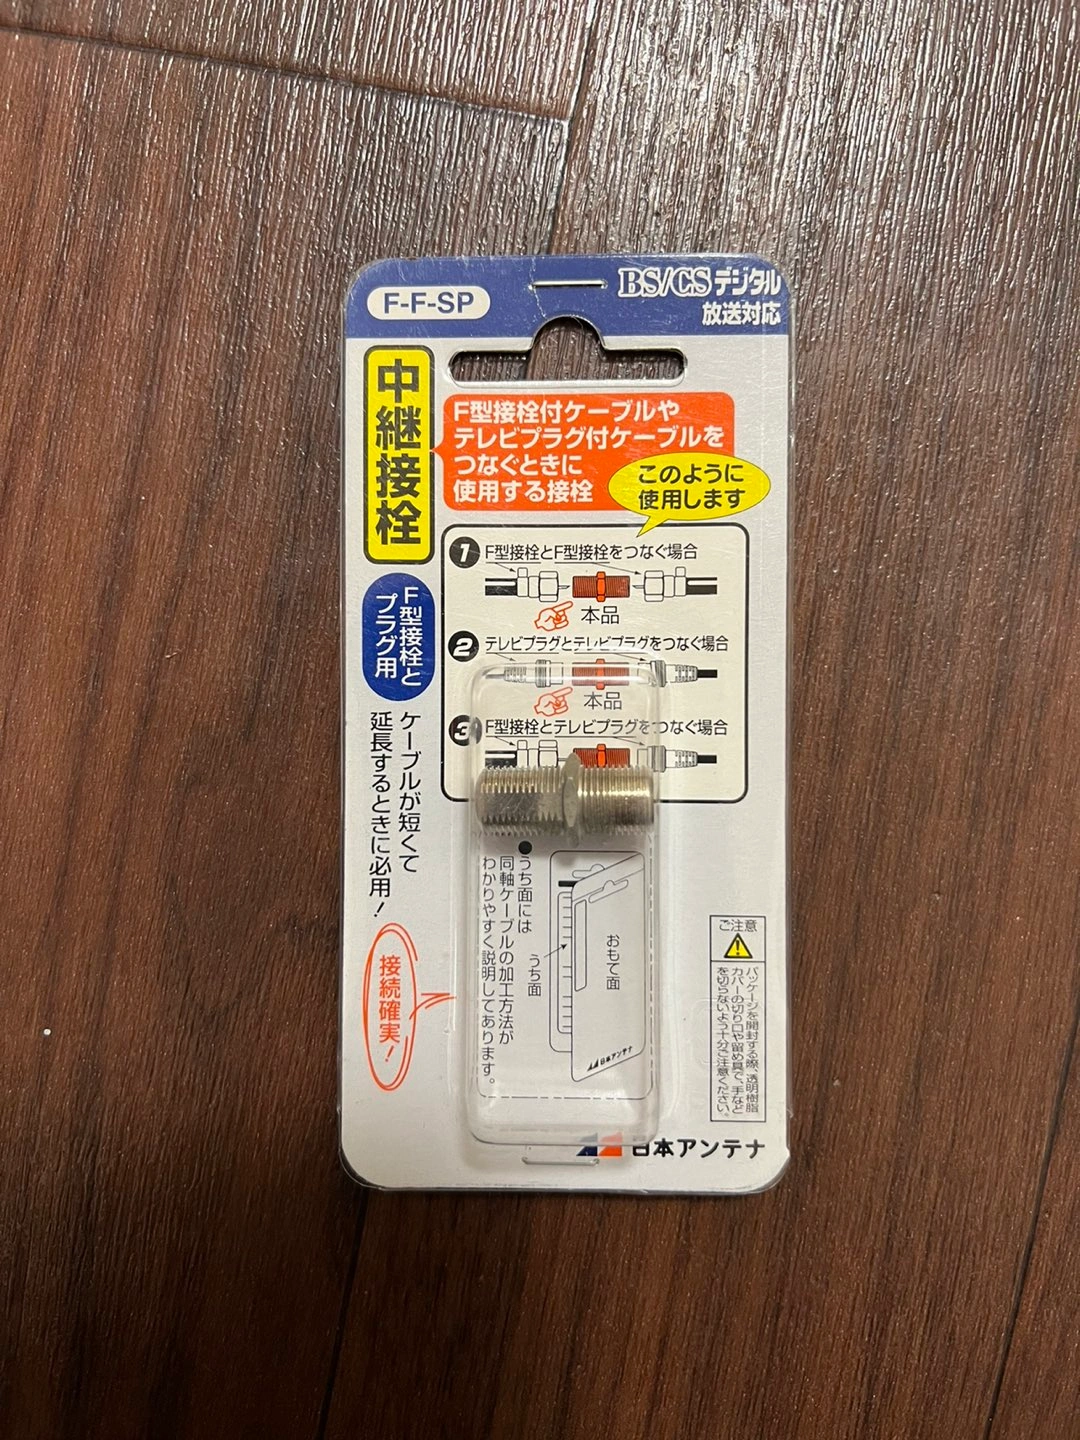 F-F-SP
BS/CSデジタル
放送対応
中継接栓
F型接栓付ケーブルや
テレビプラグ付ケーブルを
つなぐときに
使用する接栓
このように
使用します
F型接栓と
プラグ用
ケーブルが短くて
延長するときに必用!
接続確実!
1 F型接栓とF型接栓をつなぐ場合
本品
2 テレビプラグとテレビプラグをつなぐ場合
本品
3 F型接栓とテレビプラグをつなぐ場合
●うち面には
同軸ケーブルの加工方法が
わかりやすく説明してあります。
うち面
おもて面
日本アンテナ
ご注意
パッケージを開封する際、透明樹脂
カバーの切り口や留め具で、手など
を切らないよう十分ご注意ください。
日本アンテナ